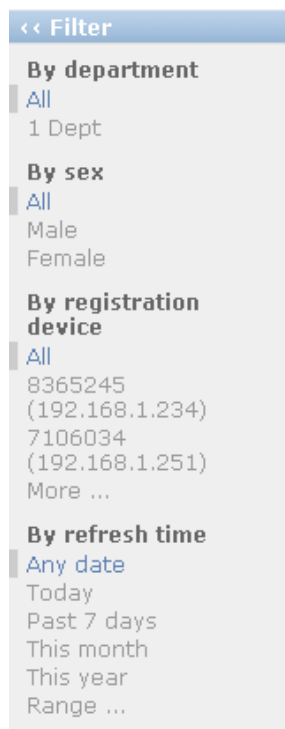 ‹‹ Filter
By department
All
1 Dept
By sex
All
Male
Female
By registration
device
All
8365245
(192.168.1.234)
7106034
(192.168.1.251)
More ...
By refresh time
Any date
Today
Past 7 days
This month
This year
Range ...